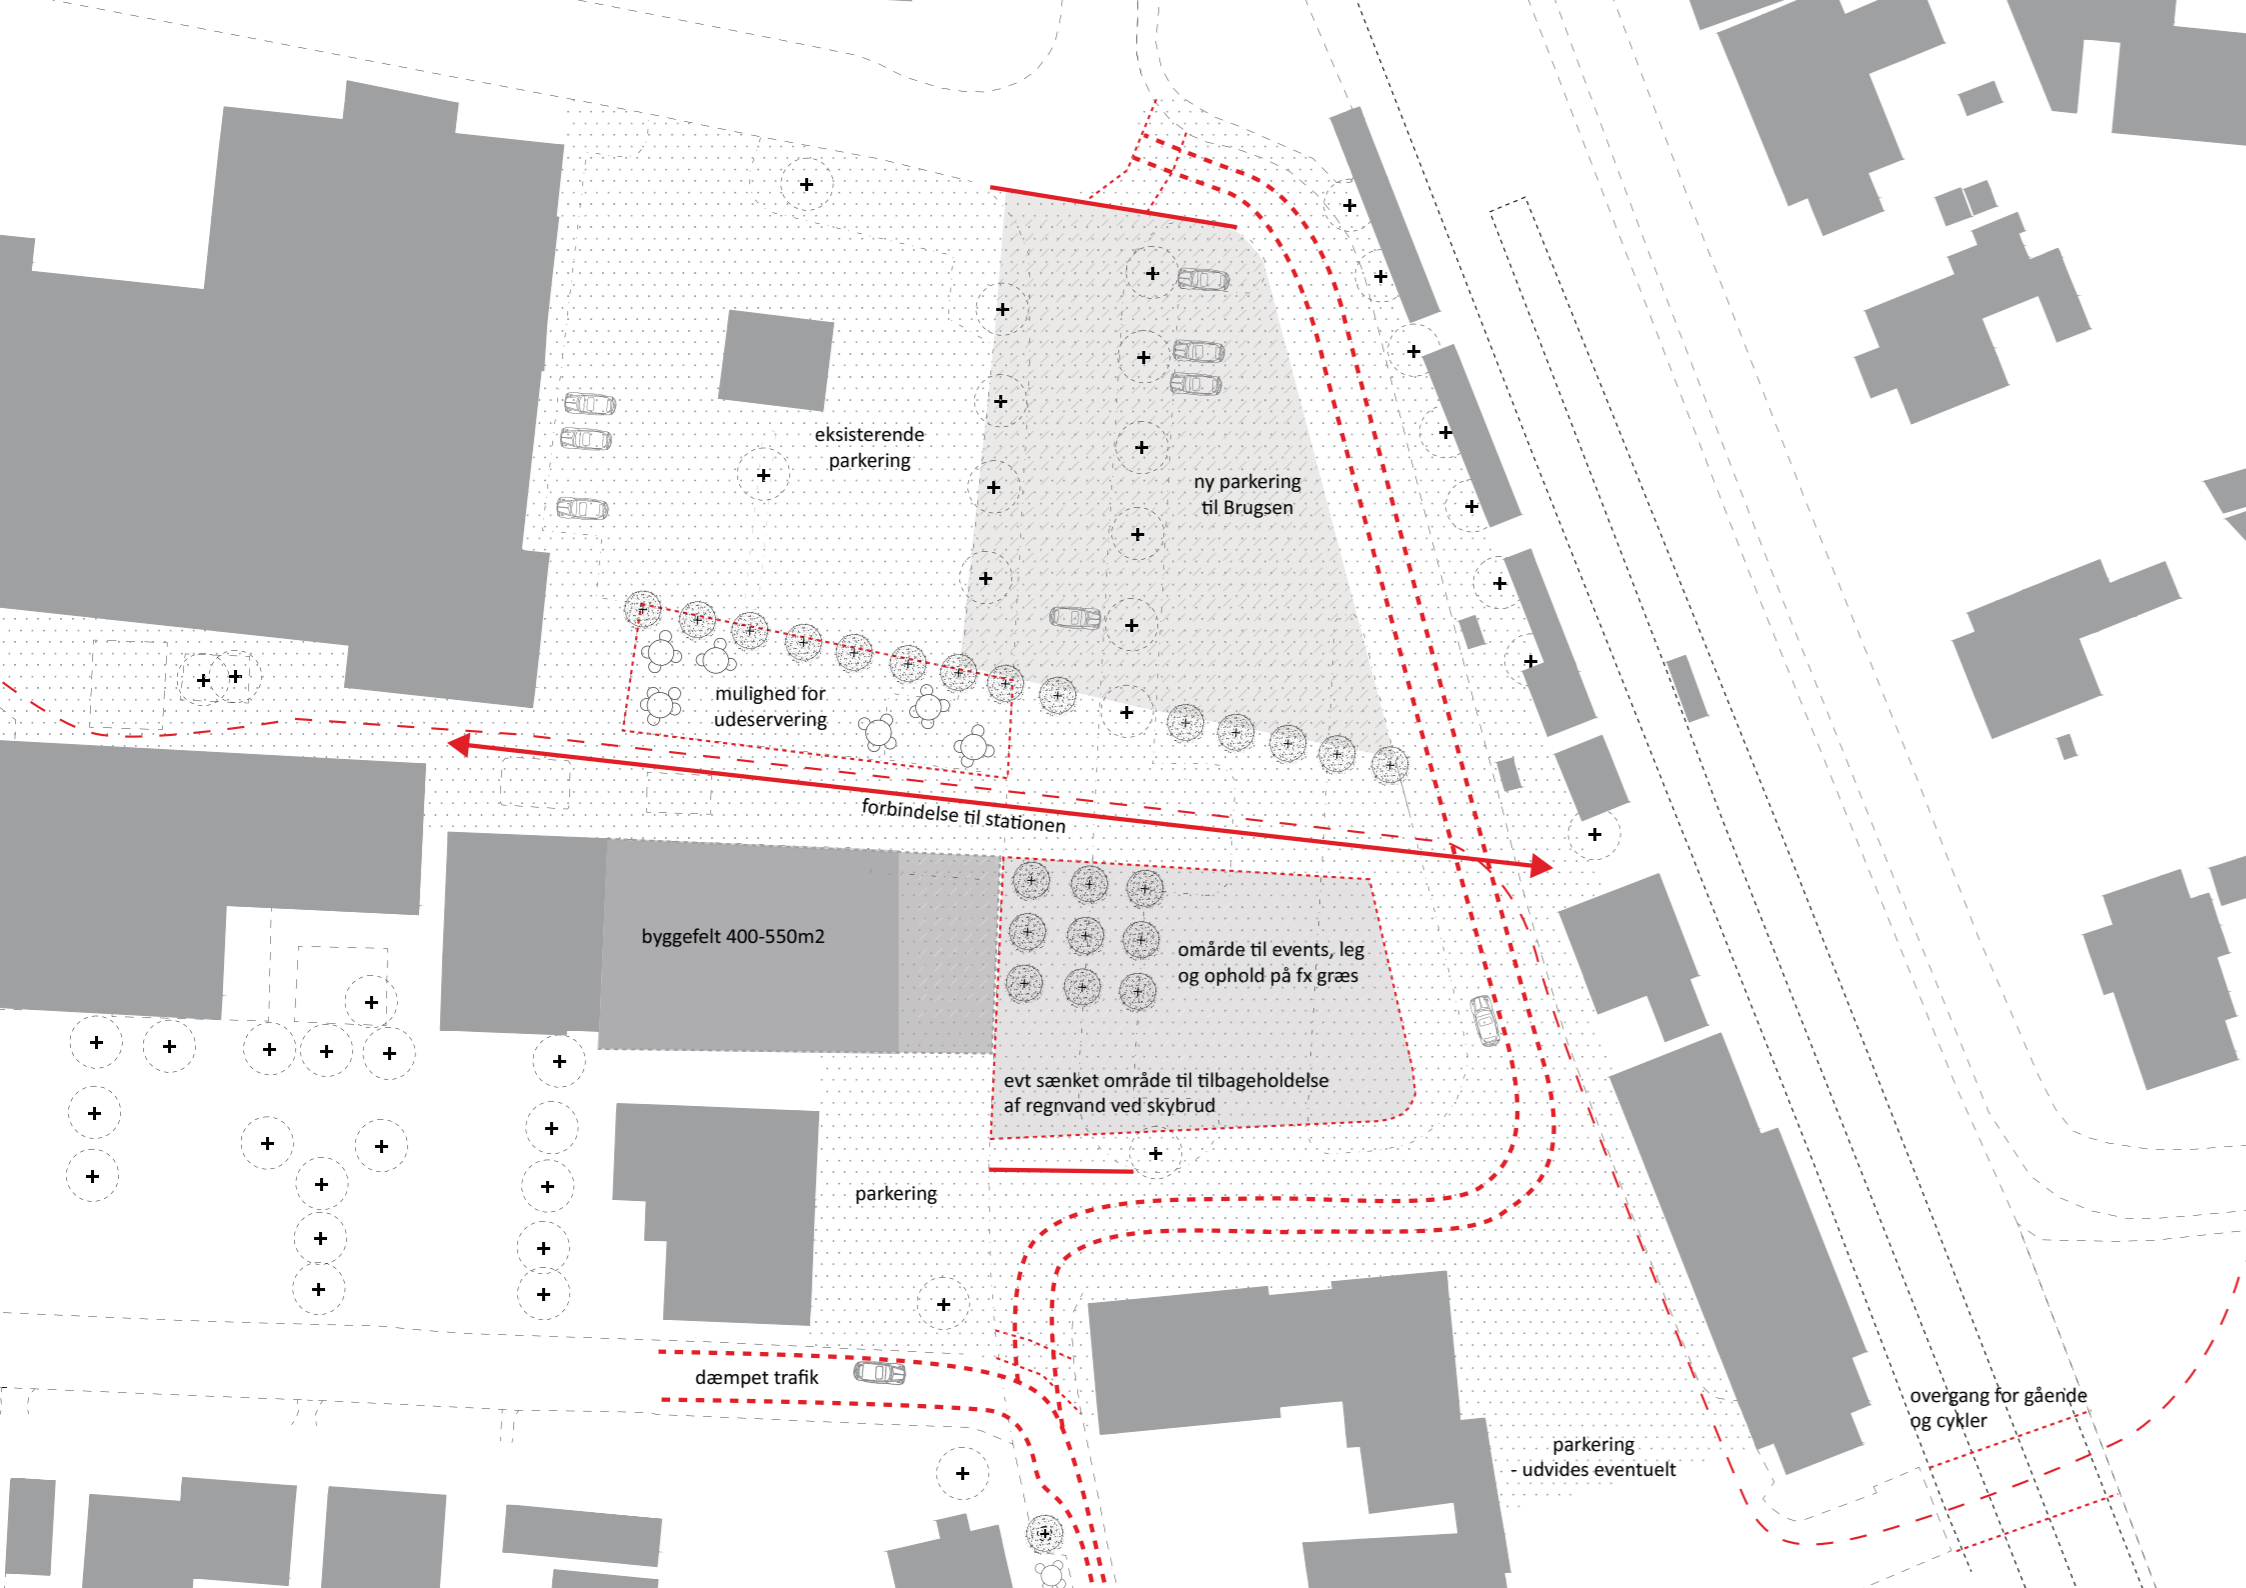 eksisterende
parkering
ny parkering
til Brugsen
mulighed for
udeservering
forbindelse til stationen
byggefelt 400-550m2
omårde til events, leg
og ophold på fx græs
evt sænket område til tilbageholdelse
af regnvand ved skybrud
parkering
dæmpet trafik
overgang for gående
og cykler
parkering
- udvides eventuelt